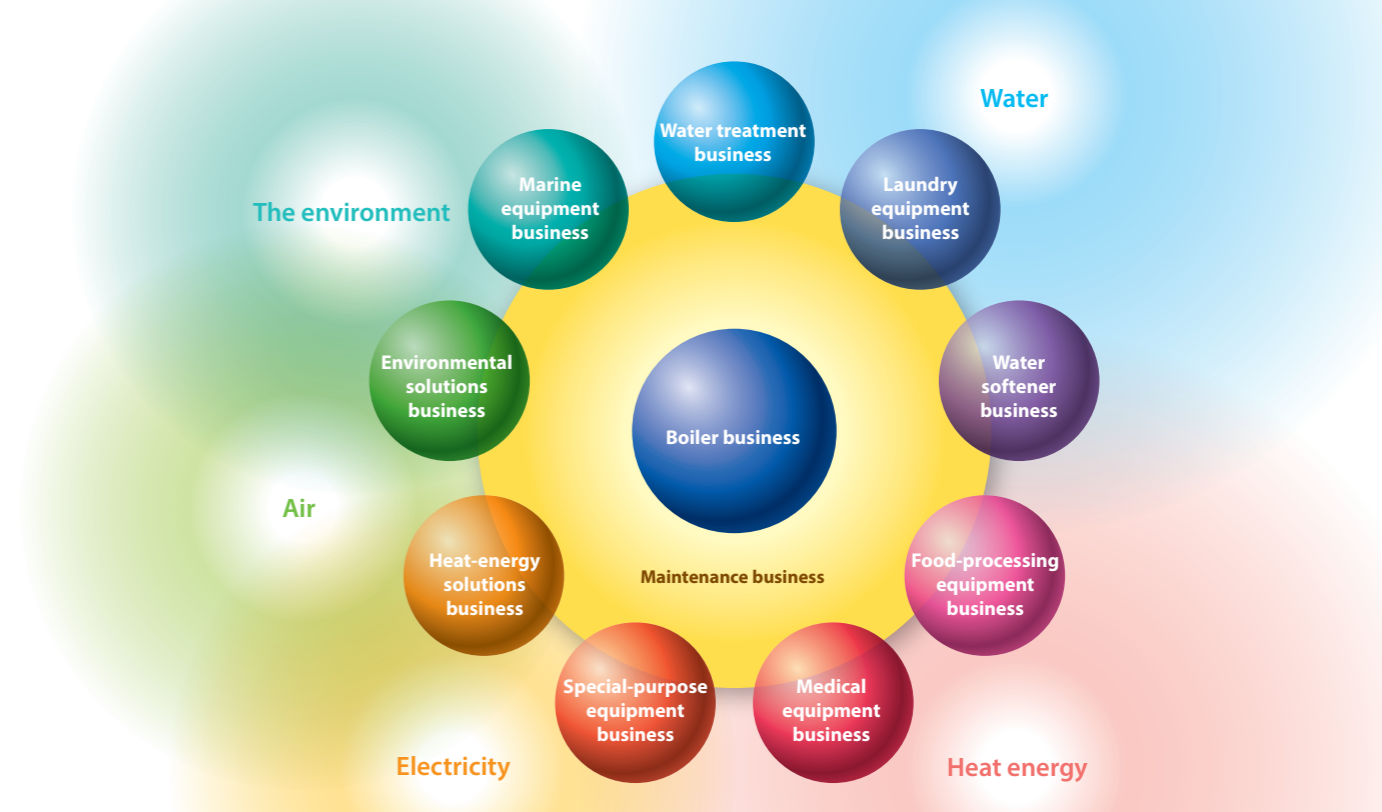 Water
Water treatment
business
Marine
equipment
business
Laundry
equipment
business
The environment
Environmental
solutions
business
Water
softener
business
Boiler business
Air
Heat-energy
solutions
business
Maintenance business
Food-processing
equipment
business
Special-purpose
equipment
business
Medical
equipment
business
Electricity
Heat energy